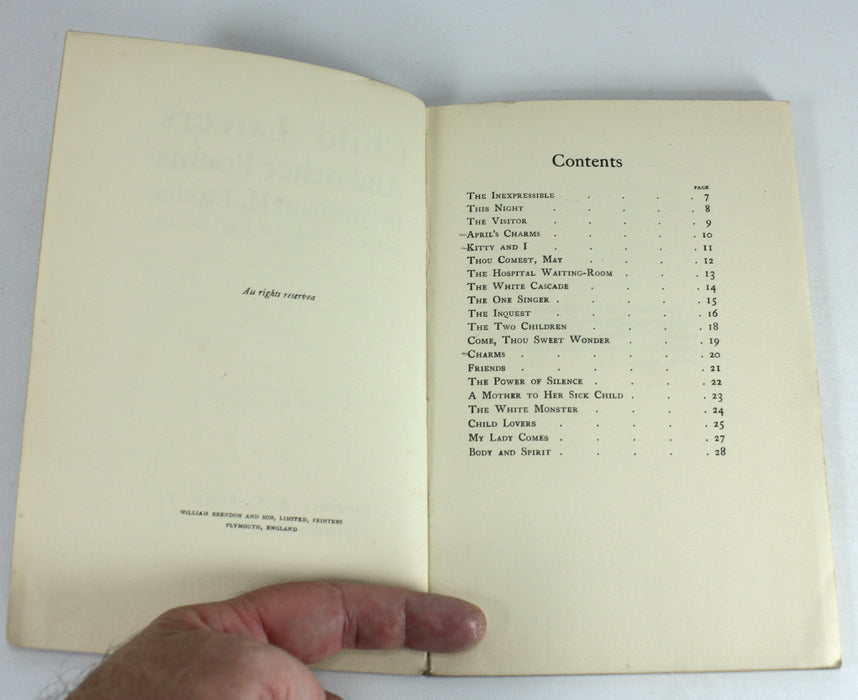 All rights reserved
WILLIAM BRENDON AND SON, LIMITED, PRINTERS
PLYMOUTH, ENGLAND
Contents
PAGE
The Inexpressible . . . . 7
This Night . . . . . 8
The Visitor . . . . . 9
April's Charms . . . . . 10
Kitty and I . . . . . 11
Thou Comest, May . . . . 12
The Hospital Waiting-Room . . . 13
The White Cascade . . . . 14
The One Singer . . . . . 15
The Inquest . . . . . 16
The Two Children . . . . 18
Come, Thou Sweet Wonder . . . 19
Charms . . . . . . 20
Friends . . . . . . 21
The Power of Silence . . . . 22
A Mother to Her Sick Child . . . 23
The White Monster . . . . 24
Child Lovers . . . . . 25
My Lady Comes . . . . . 27
Body and Spirit . . . . . 28